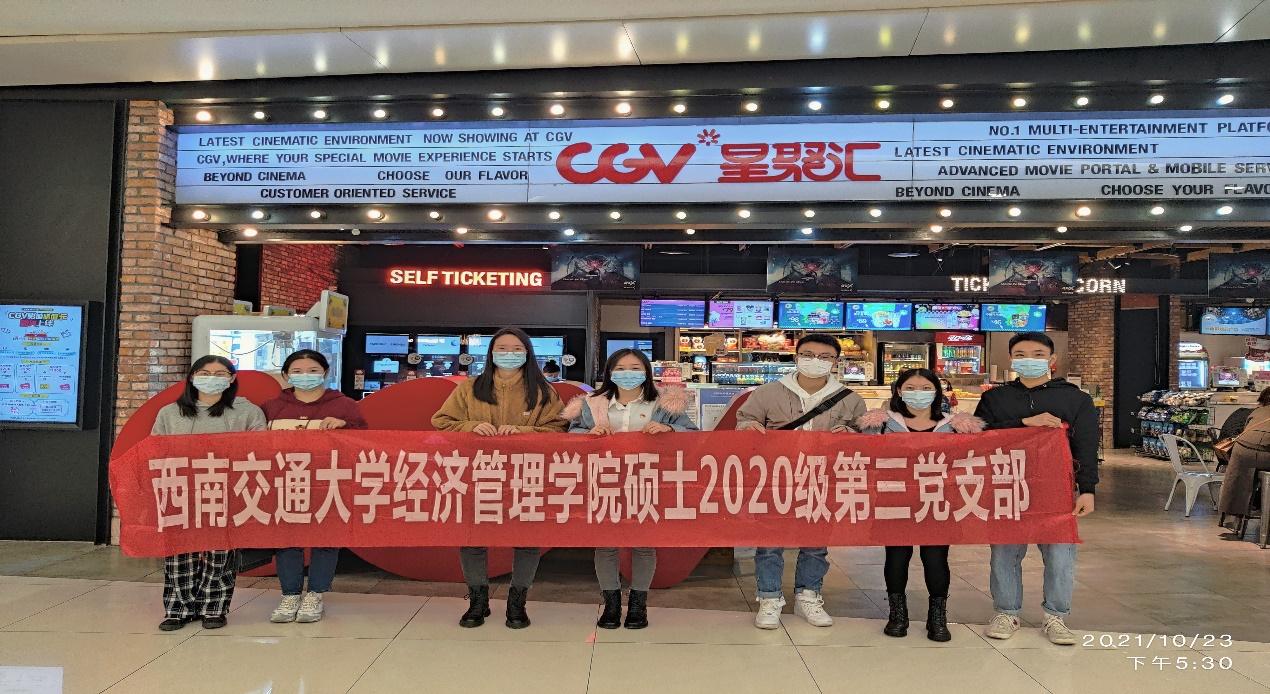 LATEST CINEMATIC ENVIRONMENT NOW SHOWING AT CGV
CGV,WHERE YOUR SPECIAL MOVIE EXPERIENCE STARTS
BEYOND CINEMA CHOOSE OUR FLAVOR
CUSTOMER ORIENTED SERVICE
CGV 星聚汇
NO.1 MULTI-ENTERTAINMENT PLATFO
LATEST CINEMATIC ENVIRONMENT
ADVANCED MOVIE PORTAL & MOBILE SERV
BEYOND CINEMA CHOOSE YOUR FLAVO
SELF TICKETING
TICK
CORN
西南交通大学经济管理学院硕士2020级第三党支部
2021/10/23
下午5:30